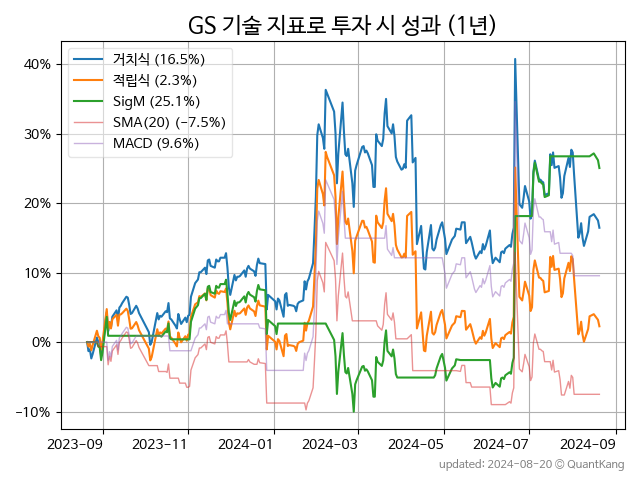 GS 기술 지표로 투자 시 성과 (1년)
거치식 (16.5%)
적립식 (2.3%)
SigM (25.1%)
SMA(20) (-7.5%)
MACD (9.6%)
40%
30%
20%
10%
0%
-10%
2023-09 2023-11 2024-01 2024-03 2024-05 2024-07 2024-09
updated: 2024-08-20 © QuantKang